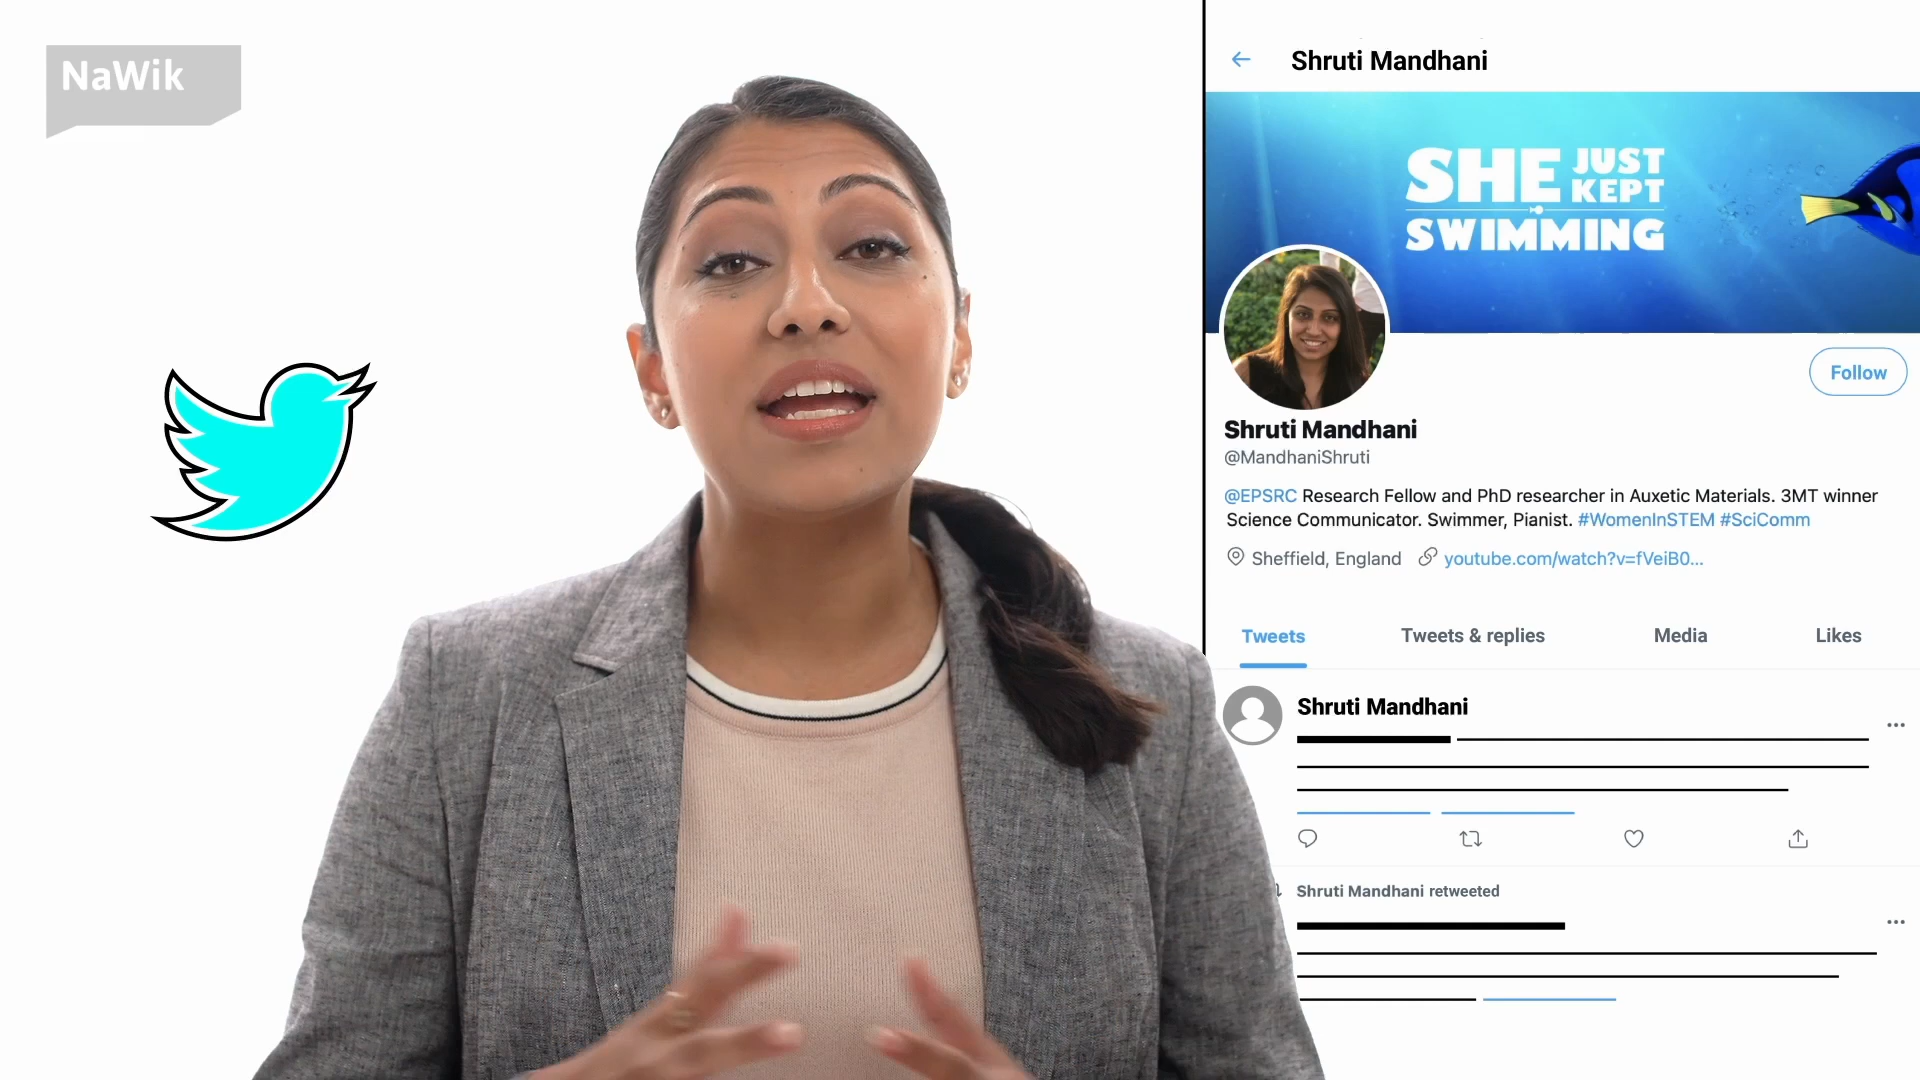 NaWik
Shruti Mandhani
SHE JUST KEPT
SWIMMING
Follow
Shruti Mandhani
@MandhaniShruti
@EPSRC Research Fellow and PhD researcher in Auxetic Materials. 3MT winner
Science Communicator. Swimmer, Pianist. #WomenInSTEM #SciComm
Sheffield, England youtube.com/watch?v=fVeiB0...
Tweets Tweets & replies Media Likes
Shruti Mandhani
Shruti Mandhani retweeted